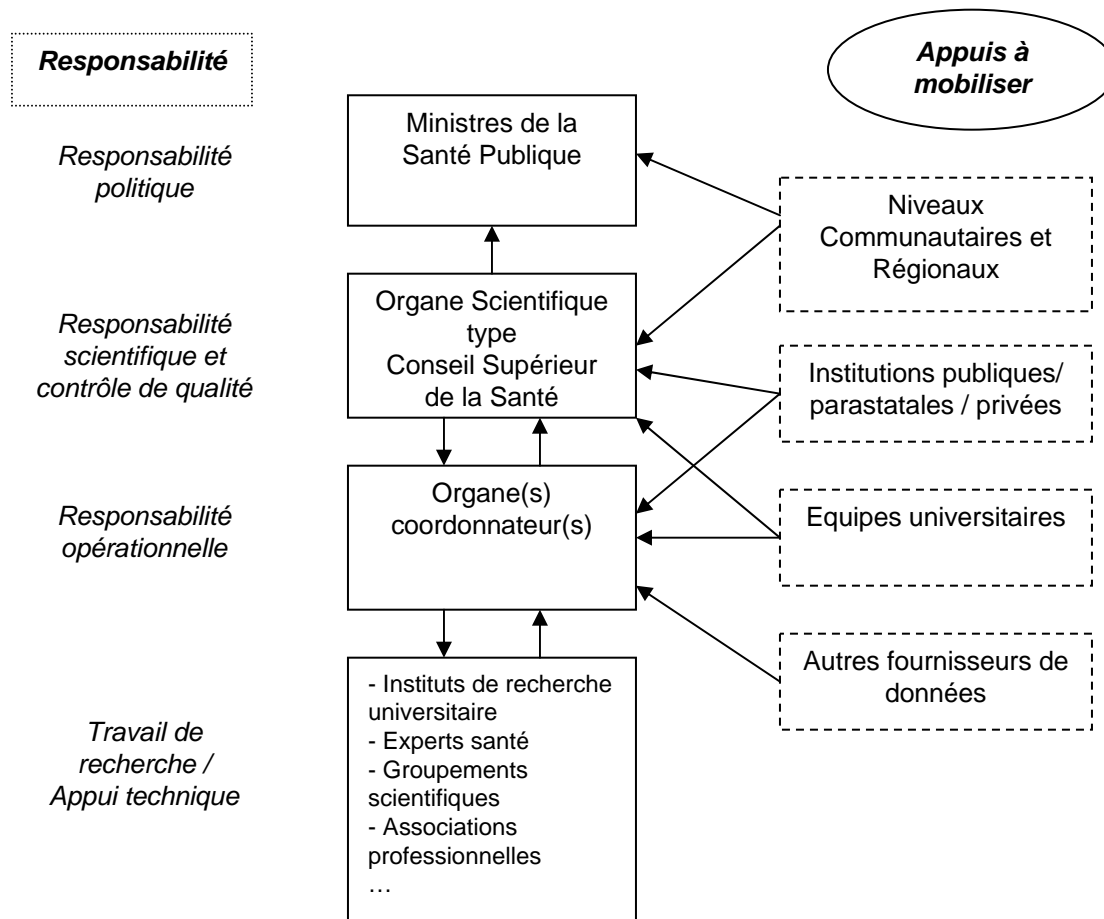 Responsabilité
Appuis à
mobiliser
Responsabilité
politique
Ministres de la
Santé Publique
Niveaux
Communautaires et
Régionaux
Responsabilité
scientifique et
contrôle de qualité
Organe Scientifique
type
Conseil Supérieur
de la Santé
Institutions publiques/
parastatales / privées
Responsabilité
opérationnelle
Organe(s)
coordonnateur(s)
Equipes universitaires
Autres fournisseurs de
données
Travail de
recherche /
Appui technique
- Instituts de recherche
universitaire
- Experts santé
- Groupements
scientifiques
- Associations
professionnelles
…